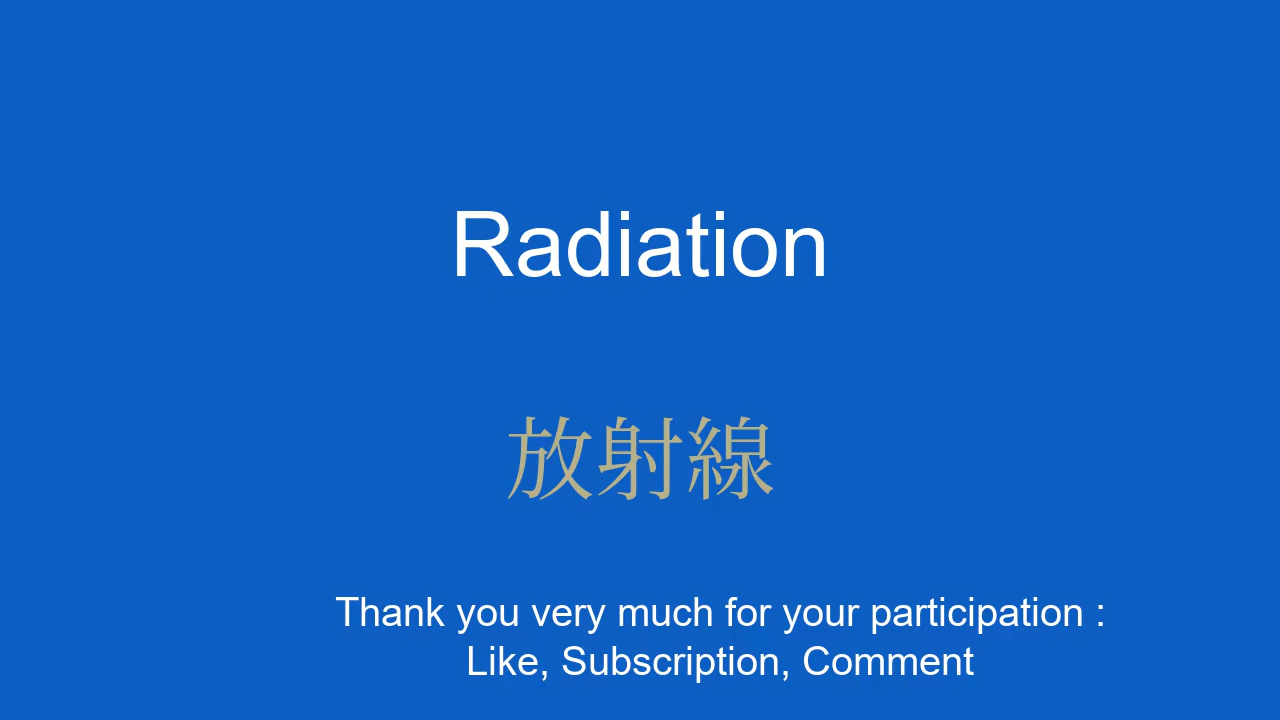 Radiation
放射線
Thank you very much for your participation :
Like, Subscription, Comment